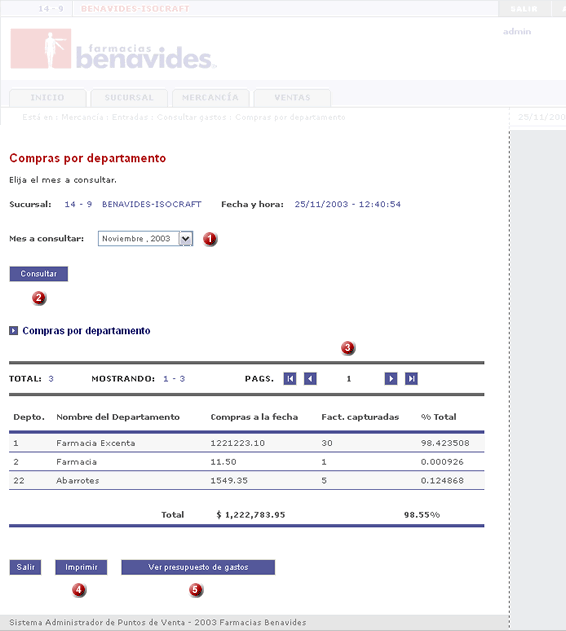 14 - 9 BENAVIDES-ISOCRAFT SALIR
admin
farmacias
benavides
INICIO SUCURSAL MERCANCÍA VENTAS
Está en : Mercancía : Entradas : Consultar gastos : Compras por departamento 25/11/200
Compras por departamento
Elija el mes a consultar.
Sucursal: 14 - 9 BENAVIDES-ISOCRAFT Fecha y hora: 25/11/2003 - 12:40:54
Mes a consultar: Noviembre , 2003 1
Consultar
2
Compras por departamento
3
TOTAL: 3 MOSTRANDO: 1 - 3 PAGS. 1
Depto. Nombre del Departamento Compras a la fecha Fact. capturadas % Total
1 Farmacia Excenta 1221223.10 30 98.423508
2 Farmacia 11.50 1 0.000926
22 Abarrotes 1549.35 5 0.124868
Total $ 1,222,783.95 98.55%
Salir Imprimir Ver presupuesto de gastos
4 5
Sistema Administrador de Puntos de Venta - 2003 Farmacias Benavides